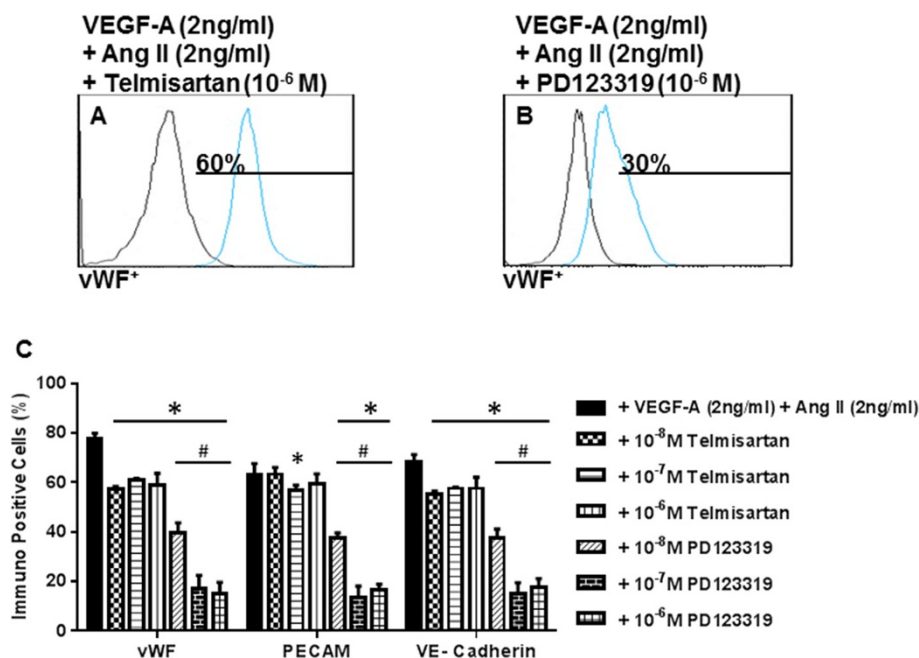 VEGF-A (2ng/ml)
+ Ang II (2ng/ml)
+ Telmisartan (10⁻⁶ M)
A
60%
vWF⁺
VEGF-A (2ng/ml)
+ Ang II (2ng/ml)
+ PD123319 (10⁻⁶ M)
B
30%
vWF⁺
C
Immuno Positive Cells (%)
100
80
60
40
20
0
*
#
*
*
#
*
#
vWF
PECAM
VE- Cadherin
+ VEGF-A (2ng/ml) + Ang II (2ng/ml)
+ 10⁻⁸M Telmisartan
+ 10⁻⁷M Telmisartan
+ 10⁻⁶M Telmisartan
+ 10⁻⁸M PD123319
+ 10⁻⁷M PD123319
+ 10⁻⁶M PD123319